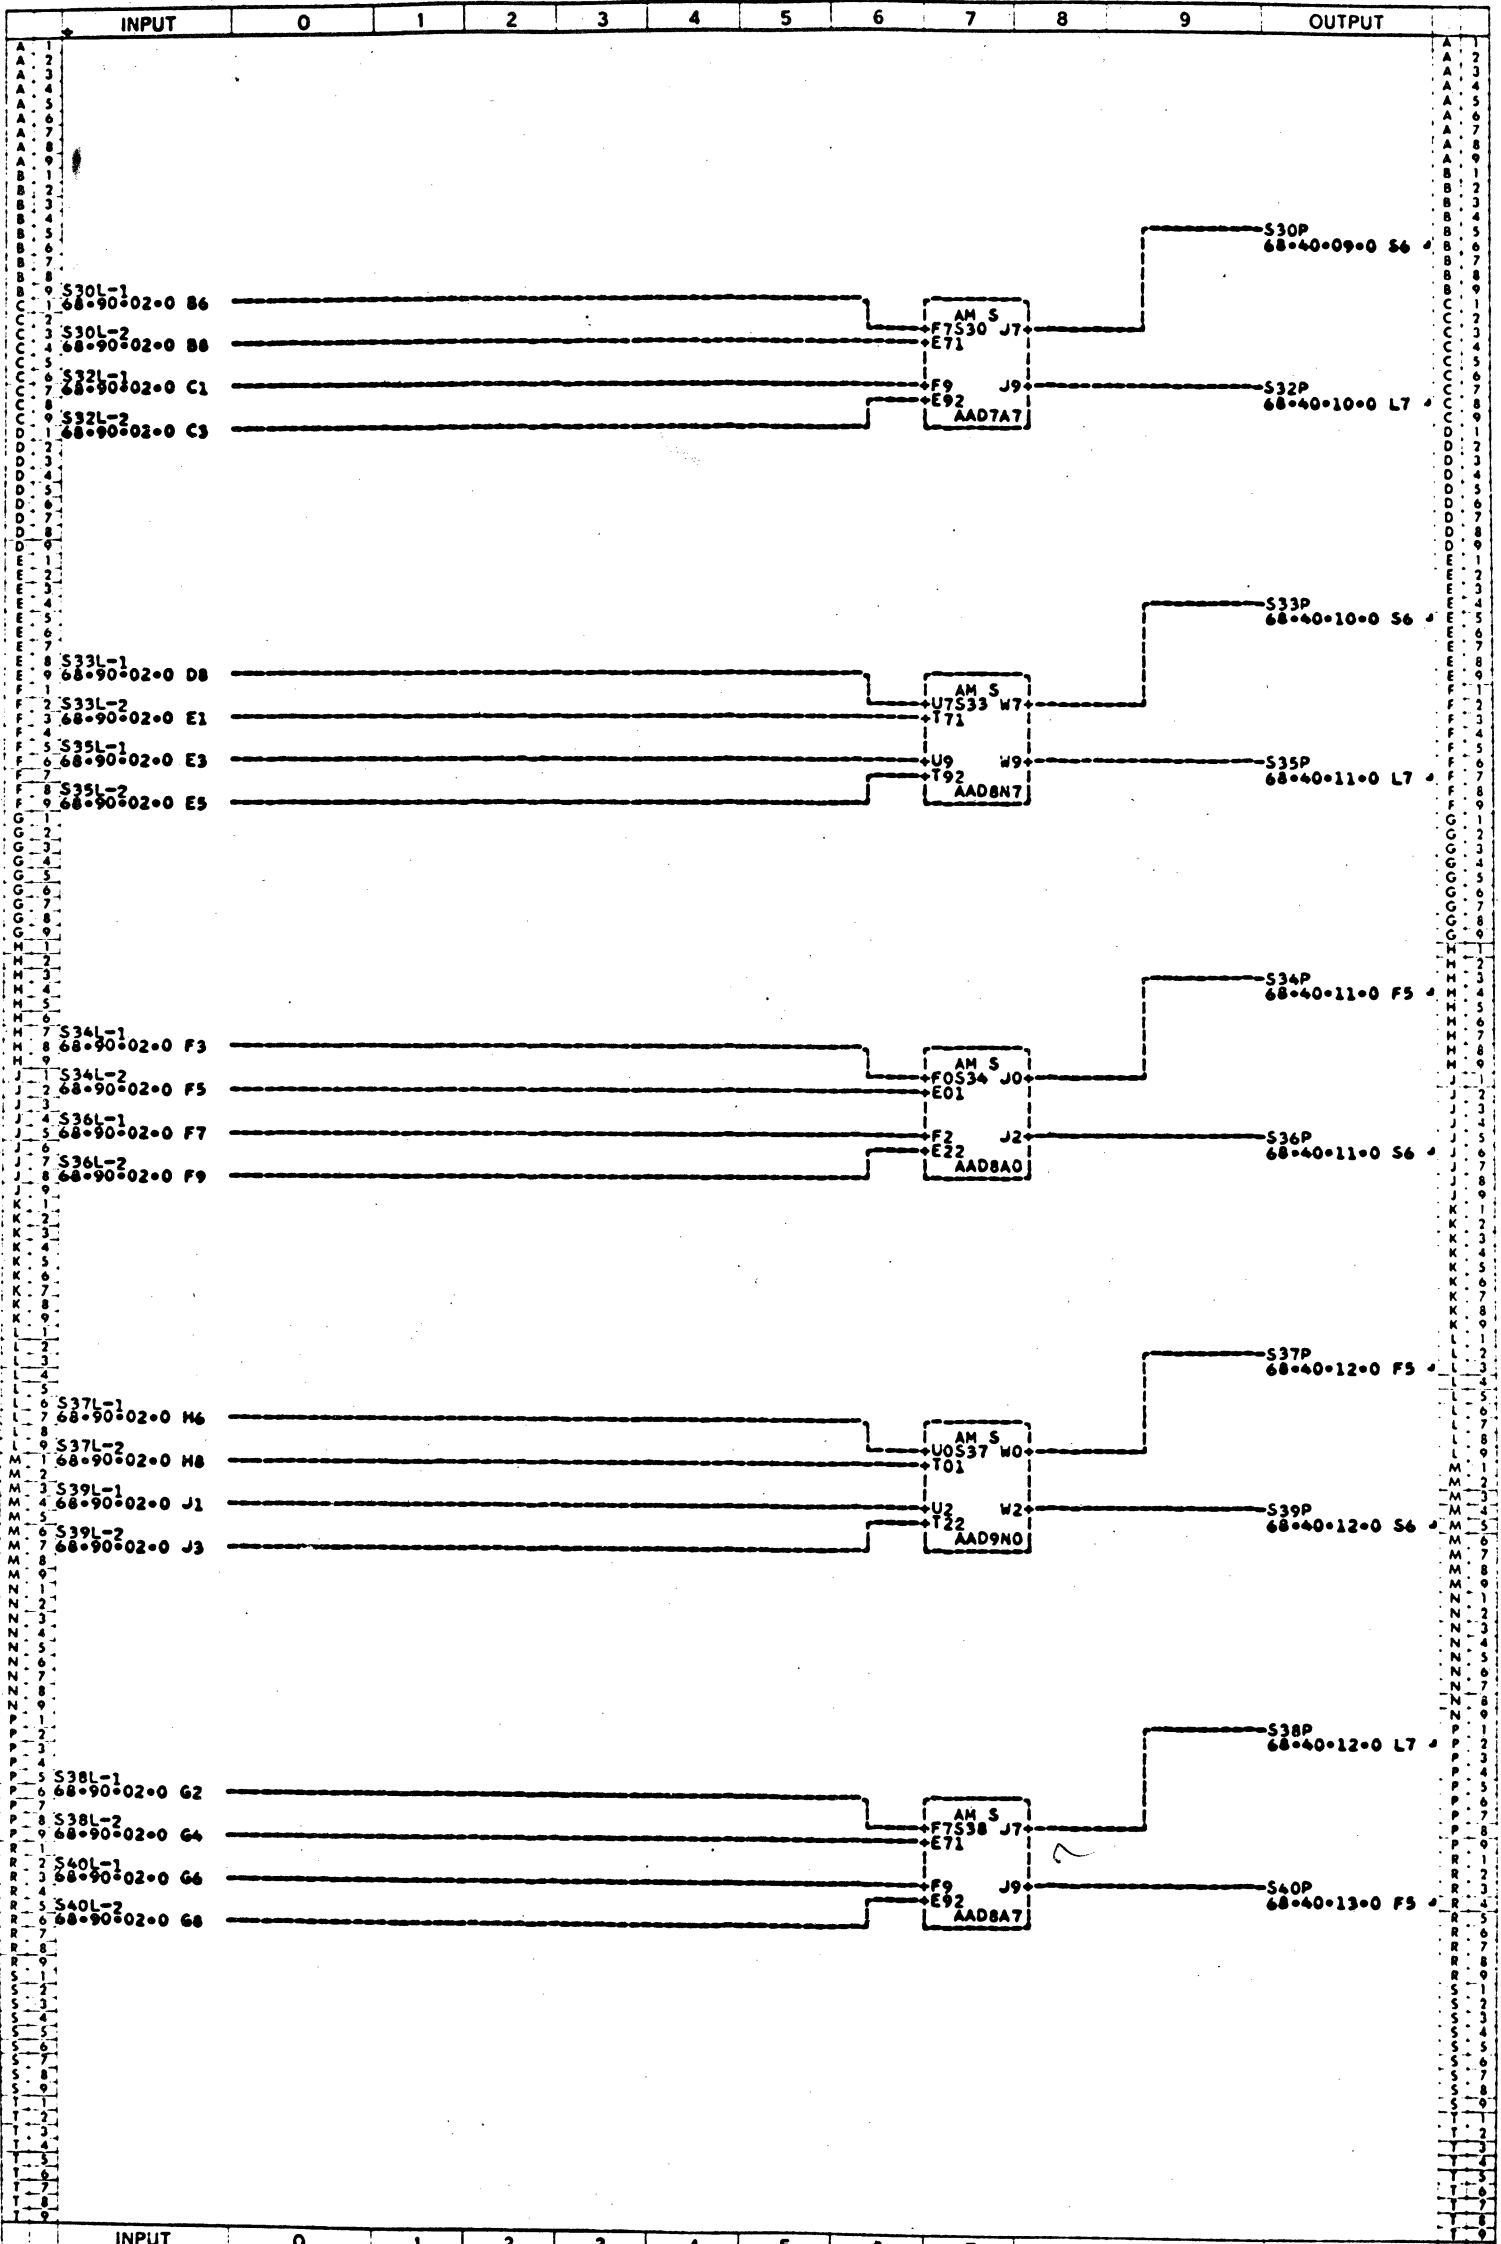 INPUT 0 1 2 3 4 5 6 7 8 9 OUTPUT
S30P
68•40•09•0 S6
S30L-1
68•90•02•0 B6
AM S
F7S30 J7
S30L-2
68•90•02•0 B8
E71
S32L-1
68•90•02•0 C1
F9 J9
S32P
68•40•10•0 L7
E92
S32L-2
68•90•02•0 C3
AAD7A7
S33P
68•40•10•0 S6
S33L-1
68•90•02•0 D8
AM S
U7S33 W7
S33L-2
68•90•02•0 E1
T71
S35L-1
68•90•02•0 E3
U9 W9
S35P
68•40•11•0 L7
T92
S35L-2
68•90•02•0 E5
AAD8N7
S34P
68•40•11•0 F5
S34L-1
68•90•02•0 F3
AM S
F0S34 J0
S34L-2
68•90•02•0 F5
E01
S36L-1
68•90•02•0 F7
F2 J2
S36P
68•40•11•0 S6
E22
S36L-2
68•90•02•0 F9
AAD8A0
S37P
68•40•12•0 F5
S37L-1
68•90•02•0 H6
AM S
U0S37 W0
S37L-2
68•90•02•0 H8
T01
S39L-1
68•90•02•0 J1
U2 W2
S39P
68•40•12•0 S6
T22
S39L-2
68•90•02•0 J3
AAD9N0
S38P
68•40•12•0 L7
S38L-1
68•90•02•0 G2
AM S
F7S38 J7
S38L-2
68•90•02•0 G4
E71
S40L-1
68•90•02•0 G6
F9 J9
S40P
68•40•13•0 F5
E92
S40L-2
68•90•02•0 G8
AAD8A7
INPUT 0